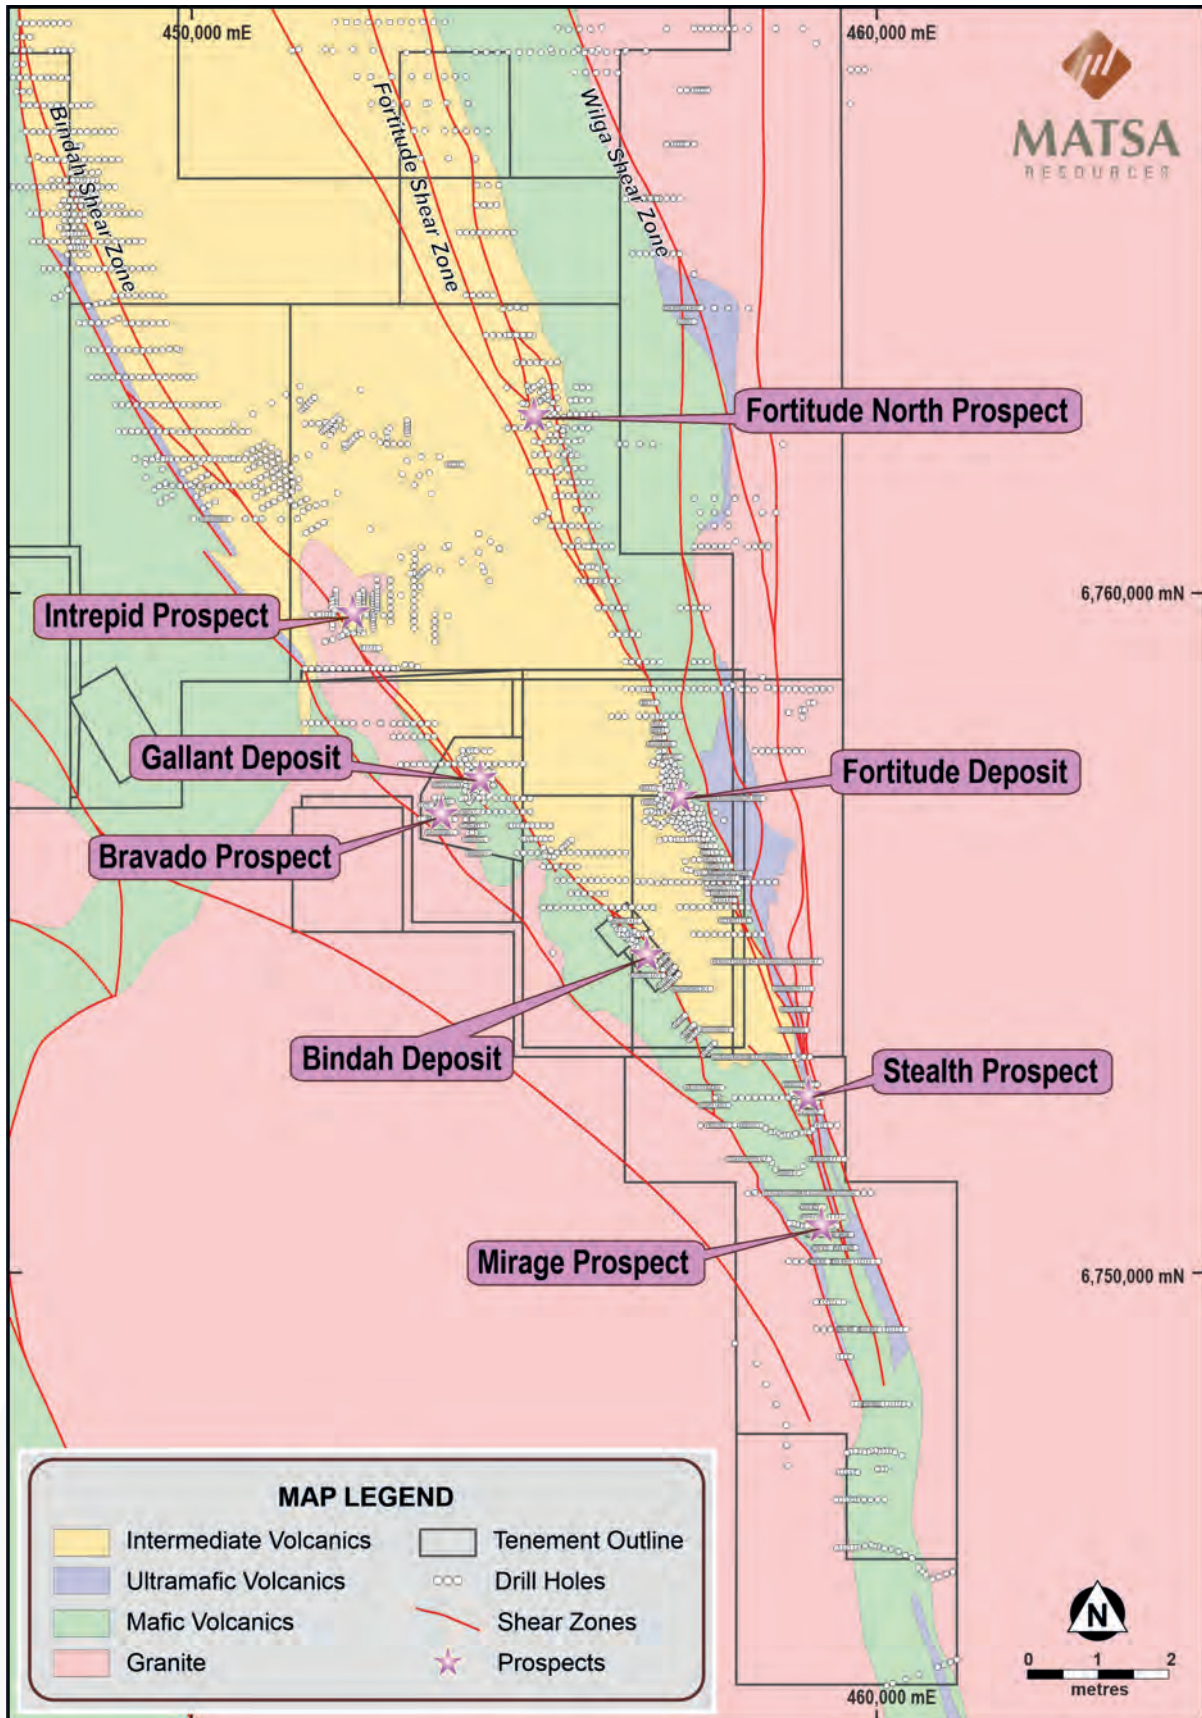 450,000 mE
460,000 mE
MATSA
RESOURCES
Bindah Shear Zone
Fortitude Shear Zone
Wilga Shear Zone
Fortitude North Prospect
6,760,000 mN
Intrepid Prospect
Gallant Deposit
Fortitude Deposit
Bravado Prospect
Bindah Deposit
Stealth Prospect
Mirage Prospect
6,750,000 mN
MAP LEGEND
Intermediate Volcanics
Tenement Outline
Ultramafic Volcanics
Drill Holes
Mafic Volcanics
Shear Zones
Granite
Prospects
N
0 1 2
metres
460,000 mE